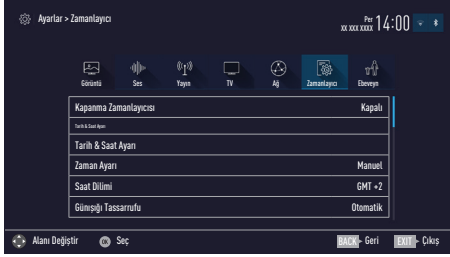 Ayarlar > Zamanlayıcı
Per
xx xxx xxxx 14:00
Görüntü Ses Yayın TV Ağ Zamanlayıcı Ebeveyn
Kapanma Zamanlayıcısı Kapalı
Tarih & Saat Ayarı
Tarih & Saat Ayarı
Zaman Ayarı Manuel
Saat Dilimi GMT +2
Günışığı Tassarrufu Otomatik
Alanı Değiştir OK Seç BACK Geri EXIT Çıkış